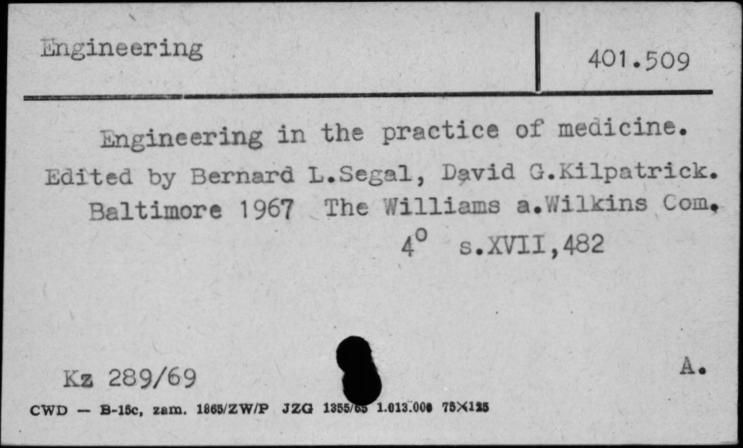 Engineering
401.509
Engineering in the practice of medicine.
Edited by Bernard L.Segal, David G.Kilpatrick.
Baltimore 1967 The Williams a.Wilkins Com.
4° s.XVII,482
Kz 289/69
A.
CWD — B-15c, zam. 1865/ZW/P JZG 1355/65 1.013.000 75×125